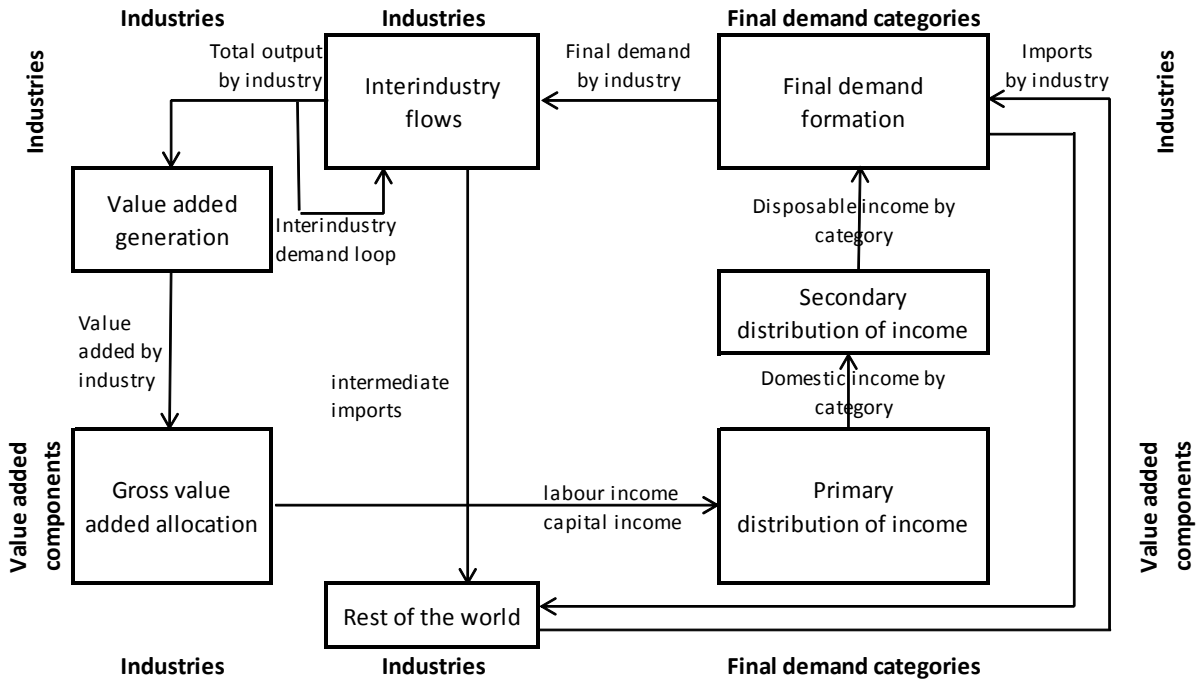 Industries
Industries
Final demand categories
Total output
by industry
Interindustry
flows
Final demand
by industry
Final demand
formation
Imports
by industry
Industries
Industries
Value added
generation
Interindustry
demand loop
Disposable income by
category
Secondary
distribution of income
Value
added by
industry
intermediate
imports
Domestic income by
category
Value added
components
Gross value
added allocation
labour income
capital income
Primary
distribution of income
Value added
components
Rest of the world
Industries
Industries
Final demand categories